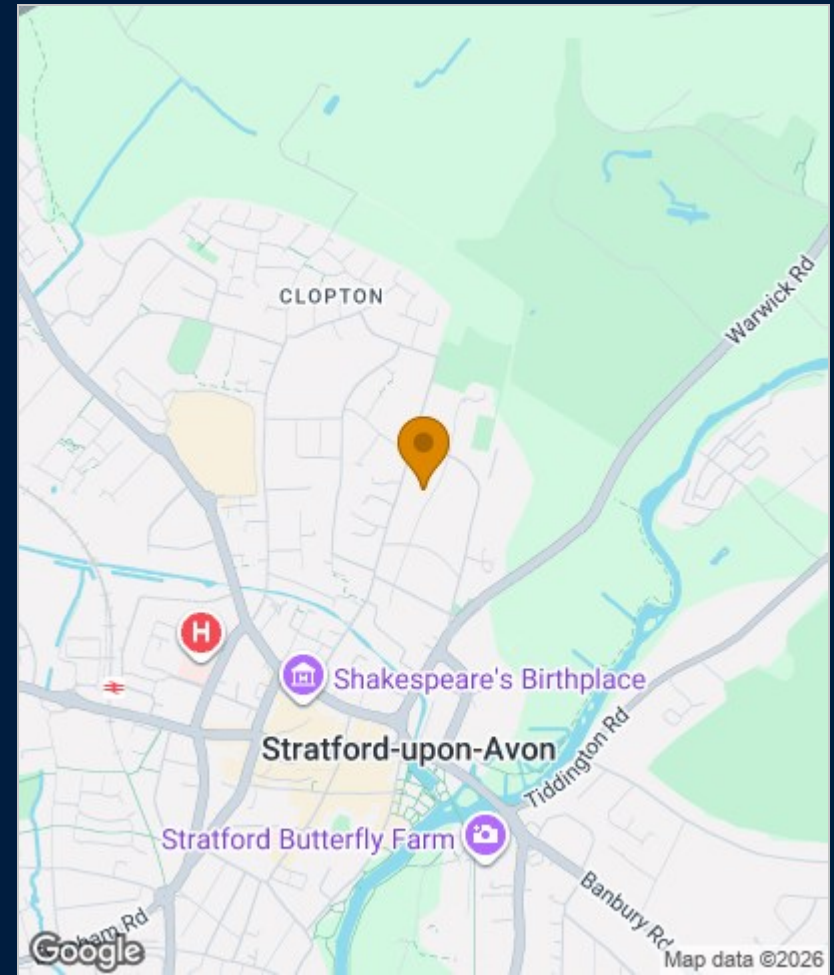 CLOPTON
Warwick Rd
H
Shakespeare's Birthplace
Stratford-upon-Avon
Tiddington Rd
Stratford Butterfly Farm
Banbury Rd
Google
Map data ©2026